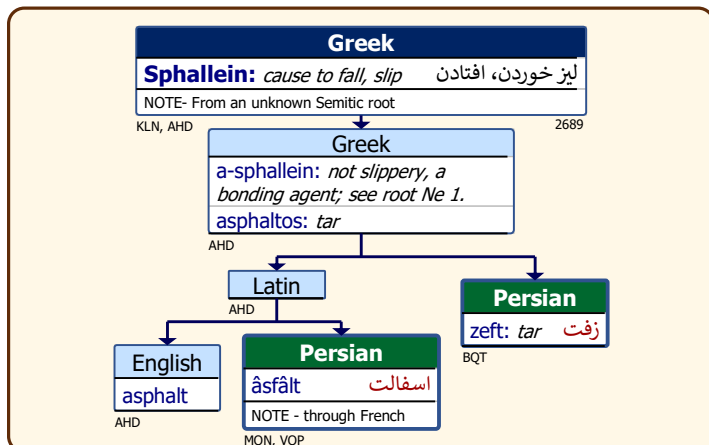 Greek
Sphallein: cause to fall, slip لیز خوردن، افتادن
NOTE- From an unknown Semitic root
KLN, AHD 2689
Greek
a-sphallein: not slippery, a
bonding agent; see root Ne 1.
asphaltos: tar
AHD
Latin
AHD
Persian
zeft: tar زفت
BQT
English
asphalt
AHD
Persian
âsfâlt اسفالت
NOTE - through French
MON, VOP